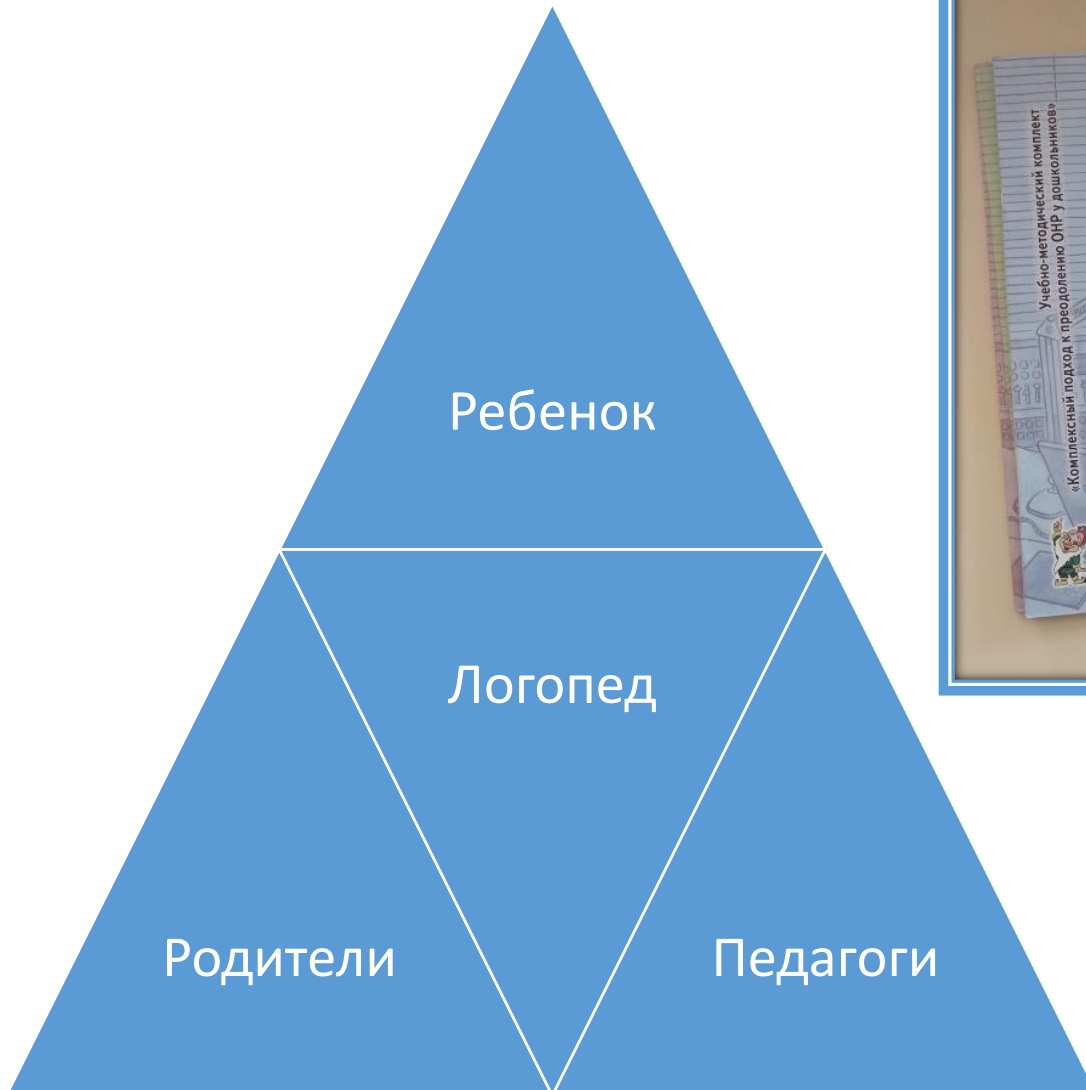 Ребенок
Логопед
Родители
Педагоги
Учебно-методический комплект
«Комплексный подход к преодолению ОНР у дошкольников»